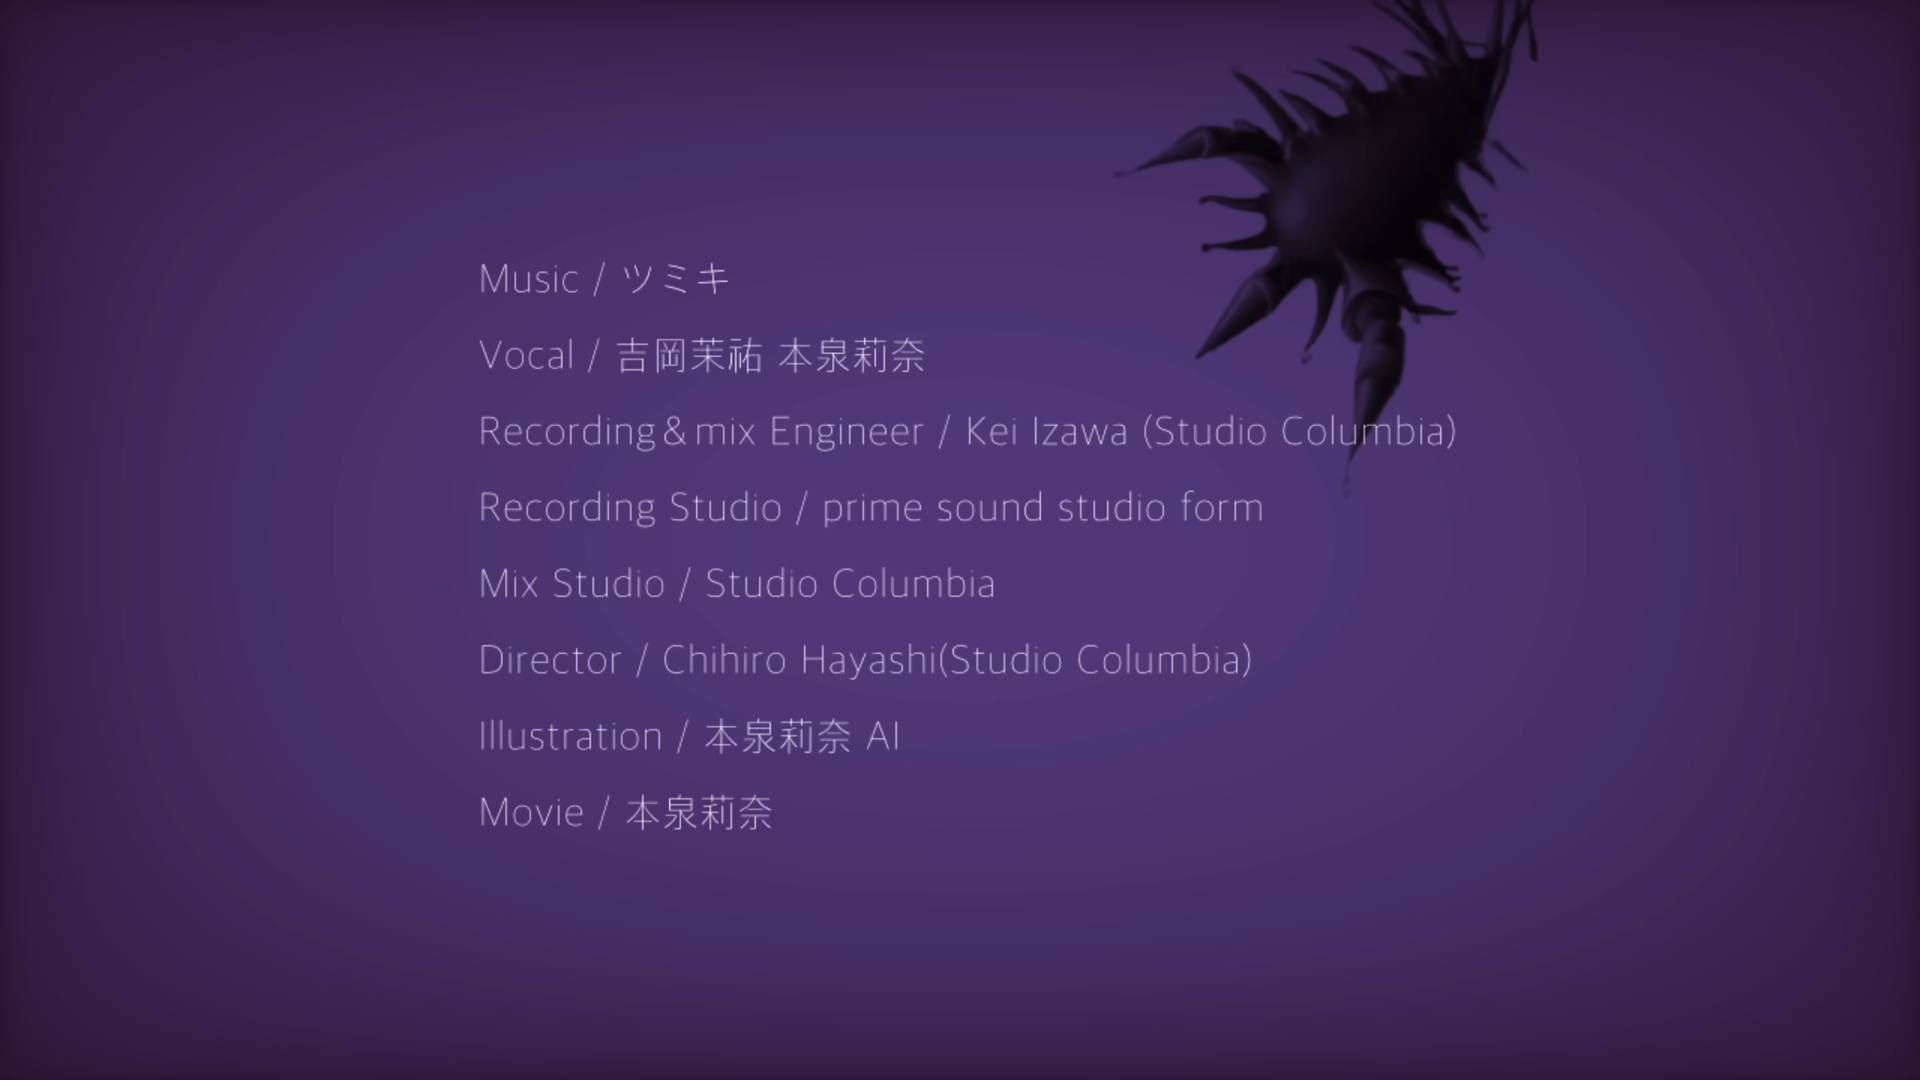 Music / ツミキ
Vocal / 吉岡茉祐 本泉莉奈
Recording&mix Engineer / Kei Izawa (Studio Columbia)
Recording Studio / prime sound studio form
Mix Studio / Studio Columbia
Director / Chihiro Hayashi(Studio Columbia)
Illustration / 本泉莉奈 AI
Movie / 本泉莉奈